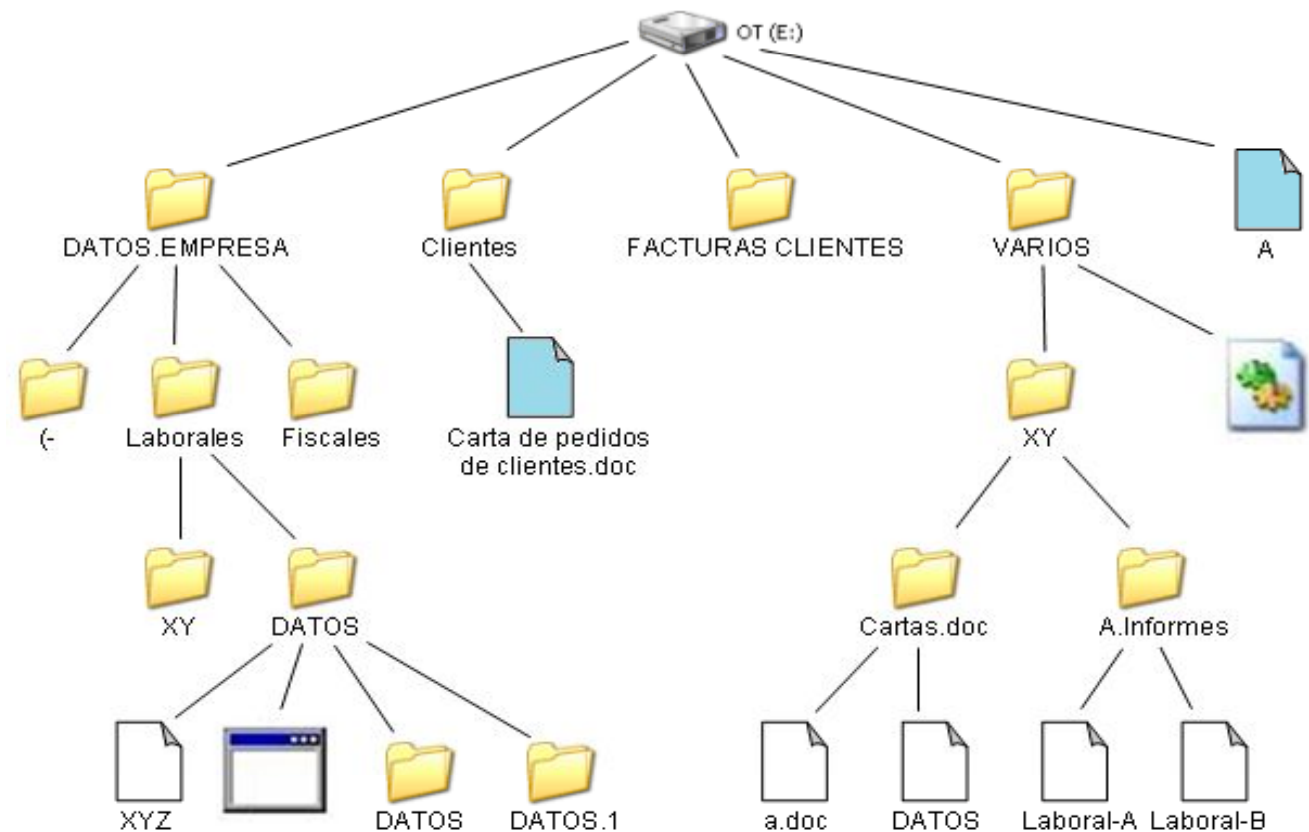 OT (E:)
DATOS.EMPRESA
Clientes
FACTURAS CLIENTES
VARIOS
A
(-
Laborales
Fiscales
Carta de pedidos
de clientes.doc
XY
XY
DATOS
Cartas.doc
A.Informes
XYZ
DATOS
DATOS.1
a.doc
DATOS
Laboral-A
Laboral-B